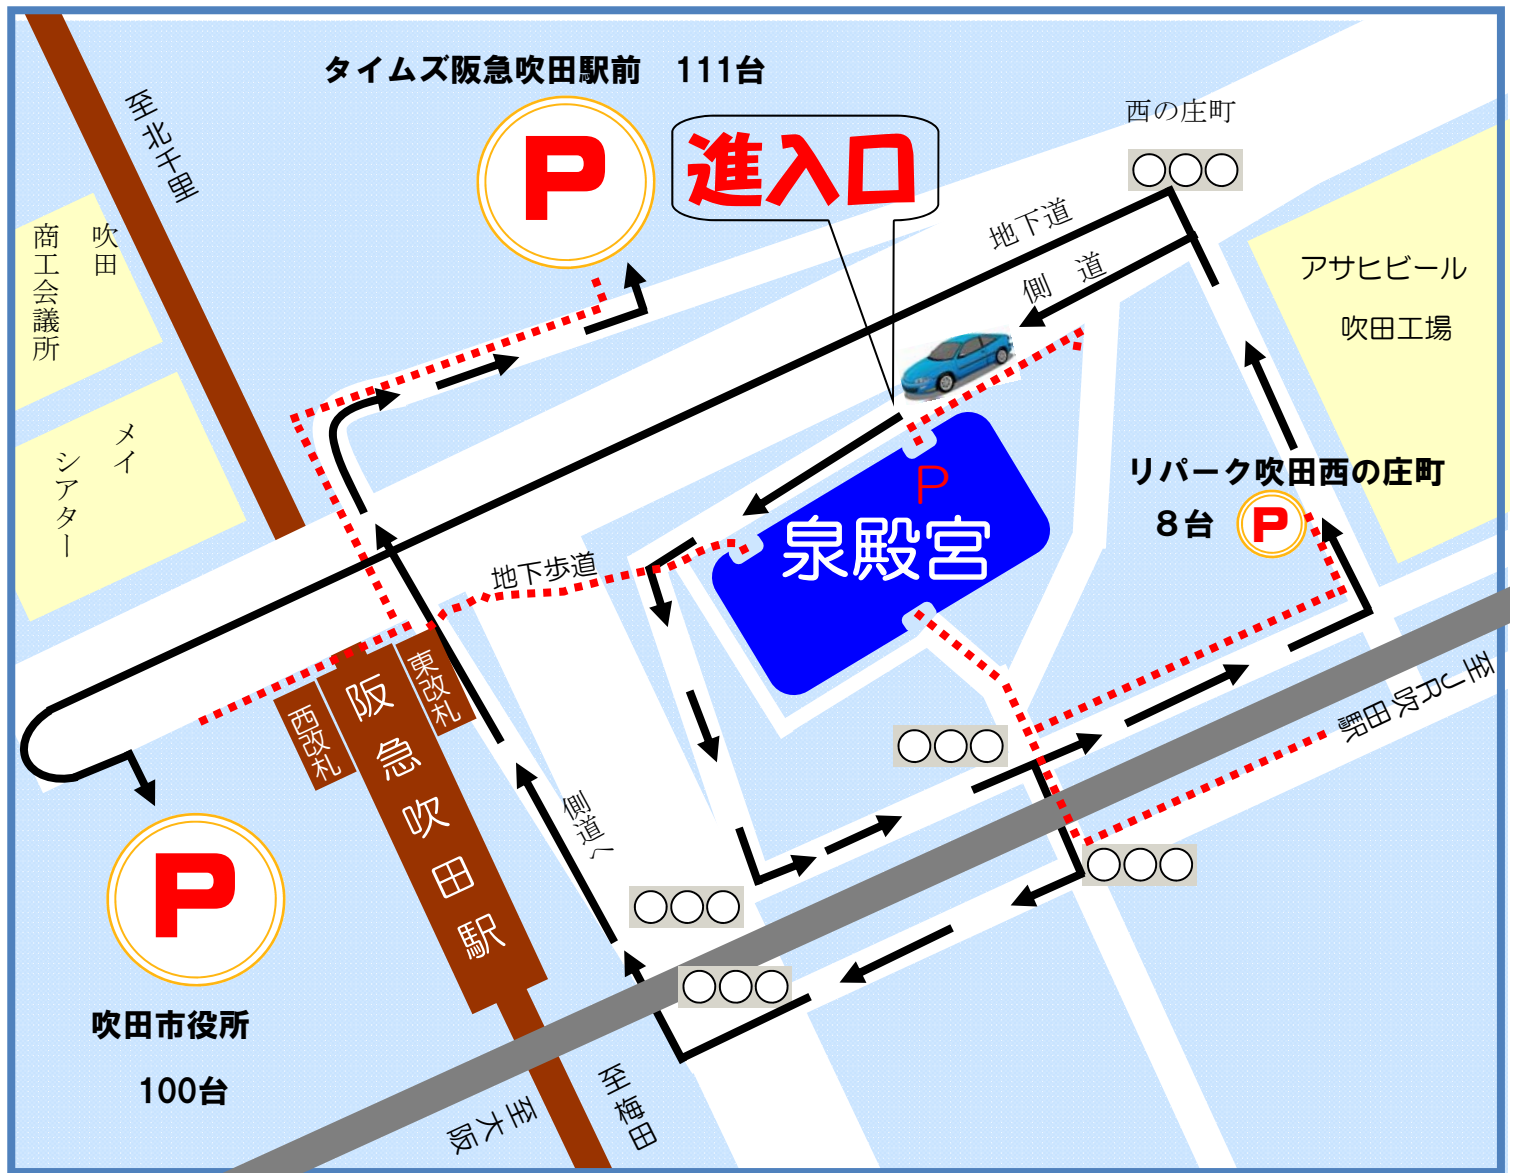 タイムズ阪急吹田駅前　111台
P
進入口
西の庄町
至北千里
吹田
商工会議所
地下道
側　道
アサヒビール
吹田工場
メイ
シアター
リパーク吹田西の庄町
８台
P
P
泉殿宮
地下歩道
東改札
西改札
阪急吹田駅
側道へ
至JR吹田駅
P
吹田市役所
100台
至大阪
至梅田